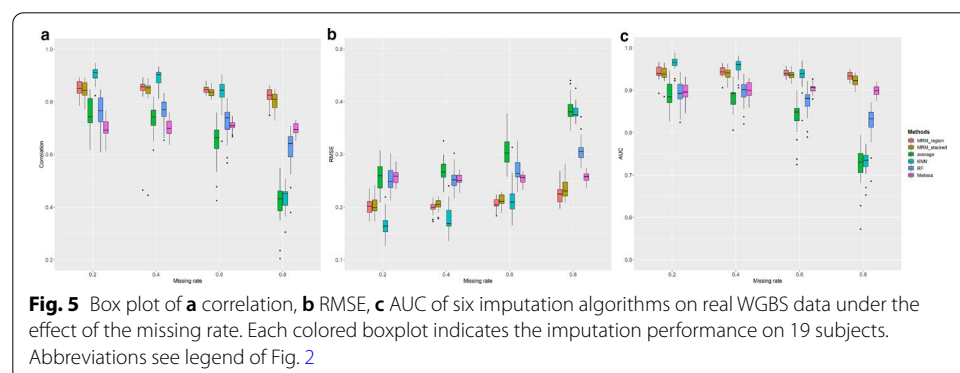 a
b
c
1.0
0.8
0.6
0.4
0.2
Correlation
0.2
0.4
0.6
0.8
Missing rate
0.5
0.4
0.3
0.2
0.1
RMSE
0.2
0.4
0.6
0.8
Missing rate
1.0
0.9
0.8
0.7
0.6
0.5
AUC
0.2
0.4
0.6
0.8
Missing rate
Methods
MRM_region
MRM_stacked
average
KNN
RF
Melissa
Fig. 5 Box plot of a correlation, b RMSE, c AUC of six imputation algorithms on real WGBS data under the
effect of the missing rate. Each colored boxplot indicates the imputation performance on 19 subjects.
Abbreviations see legend of Fig. 2